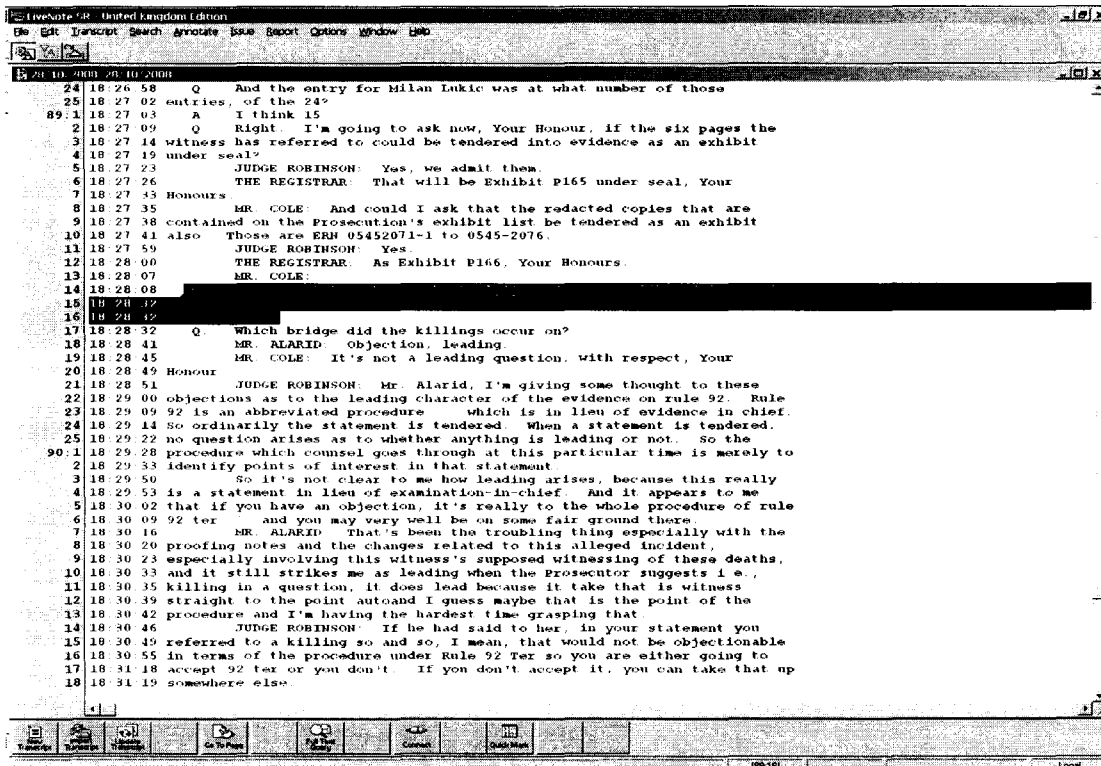 LiveNote SR - United Kingdom Edition
File Edit Transcript Search Annotate Issue Report Options Window Help
28-10-2008 28/10/2008
24 18:26:58 Q And the entry for Milan Lukic was at what number of those
25 18:27:02 entries, of the 24?
89:1 18:27:03 A I think 15
2 18:27:09 Q Right. I'm going to ask now, Your Honour, if the six pages the
3 18:27:14 witness has referred to could be tendered into evidence as an exhibit
4 18:27:19 under seal?
5 18:27:23 JUDGE ROBINSON: Yes, we admit them.
6 18:27:26 THE REGISTRAR: That will be Exhibit P165 under seal, Your
7 18:27:33 Honours
8 18:27:35 MR. COLE: And could I ask that the redacted copies that are
9 18:27:38 contained on the Prosecution's exhibit list be tendered as an exhibit
10 18:27:41 also Those are ERN 05452071-1 to 0545-2076.
11 18:27:59 JUDGE ROBINSON: Yes.
12 18:28:00 THE REGISTRAR: As Exhibit P166, Your Honours.
13 18:28:07 MR. COLE:
14 18:28:08
15 18:28:32
16 18:28:32
17 18:28:32 Q. Which bridge did the killings occur on?
18 18:28:41 MR. ALARID: Objection, leading.
19 18:28:45 MR. COLE: It's not a leading question, with respect, Your
20 18:28:49 Honour
21 18:28:51 JUDGE ROBINSON: Mr. Alarid, I'm giving some thought to these
22 18:29:00 objections as to the leading character of the evidence on rule 92. Rule
23 18:29:09 92 is an abbreviated procedure which is in lieu of evidence in chief.
24 18:29:14 So ordinarily the statement is tendered. When a statement is tendered.
25 18:29:22 no question arises as to whether anything is leading or not. So the
90:1 18:29:28 procedure which counsel goes through at this particular time is merely to
2 18:29:33 identify points of interest in that statement.
3 18:29:50 So it's not clear to me how leading arises, because this really
4 18:29:53 is a statement in lieu of examination-in-chief. And it appears to me
5 18:30:02 that if you have an objection, it's really to the whole procedure of rule
6 18:30:09 92 ter and you may very well be on some fair ground there.
7 18:30:16 MR. ALARID That's been the troubling thing especially with the
8 18:30:20 proofing notes and the changes related to this alleged incident,
9 18:30:23 especially involving this witness's supposed witnessing of these deaths,
10 18:30:33 and it still strikes me as leading when the Prosecutor suggests i e.,
11 18:30:35 killing in a question, it does lead because it take that is witness
12 18:30:39 straight to the point autoand I guess maybe that is the point of the
13 18:30:42 procedure and I'm having the hardest time grasping that.
14 18:30:46 JUDGE ROBINSON: If he had said to her, in your statement you
15 18:30:49 referred to a killing so and so, I mean, that would not be objectionable
16 18:30:55 in terms of the procedure under Rule 92 Ter so you are either going to
17 18:31:18 accept 92 ter or you don't. If you don't accept it, you can take that up
18 18:31:19 somewhere else.
Go To Page Full Text Query Connect Quick Mark
Local